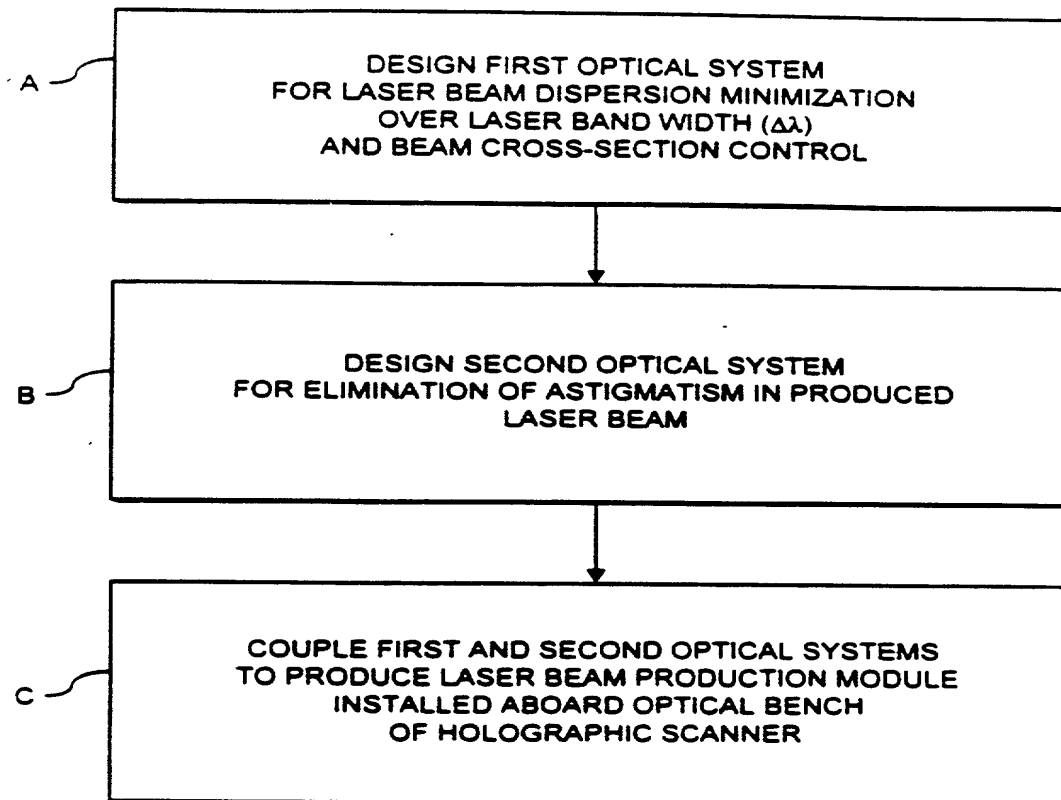 A
DESIGN FIRST OPTICAL SYSTEM
FOR LASER BEAM DISPERSION MINIMIZATION
OVER LASER BAND WIDTH (Δλ)
AND BEAM CROSS-SECTION CONTROL
B
DESIGN SECOND OPTICAL SYSTEM
FOR ELIMINATION OF ASTIGMATISM IN PRODUCED
LASER BEAM
C
COUPLE FIRST AND SECOND OPTICAL SYSTEMS
TO PRODUCE LASER BEAM PRODUCTION MODULE
INSTALLED ABOARD OPTICAL BENCH
OF HOLOGRAPHIC SCANNER